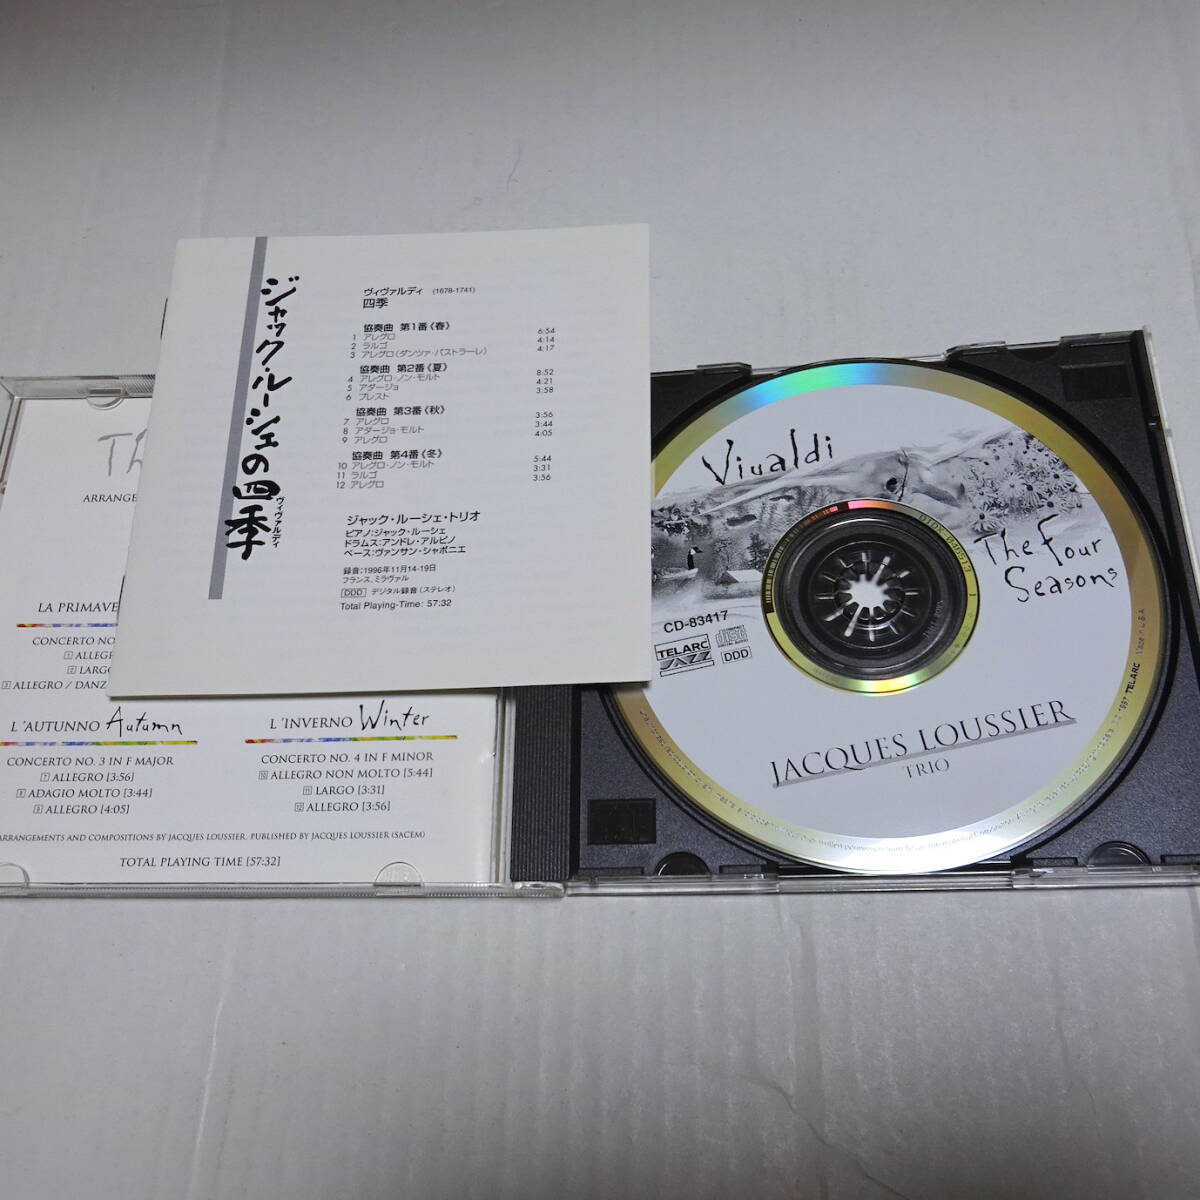 ジャック・ルーシェの四季
ヴィヴァルディ
ヴィヴァルディ (1678-1741)
四季
協奏曲 第1番《春》
1 アレグロ 6:54
2 ラルゴ 4:14
3 アレグロ(ダンツァ・パストラーレ) 4:17
協奏曲 第2番《夏》
4 アレグロ・ノン・モルト 8:52
5 アダージョ 4:21
6 プレスト 3:58
協奏曲 第3番《秋》
7 アレグロ 3:56
8 アダージョ・モルト 3:44
9 アレグロ 4:05
協奏曲 第4番《冬》
10 アレグロ・ノン・モルト 5:44
11 ラルゴ 3:31
12 アレグロ 3:56
ジャック・ルーシェ・トリオ
ピアノ:ジャック・ルーシェ
ドラムス:アンドレ・アルピノ
ベース:ヴァンサン・シャボニエ
録音:1996年11月14-19日
フランス、ミラヴァル
DDD デジタル録音(ステレオ)
Total Playing-Time: 57:32
Th
ARRANGE
LA PRIMAVE
CONCERTO NO.
1 ALLEGR
2 LARG
3 ALLEGRO / DANZ
L'AUTUNNO Autumn
CONCERTO NO. 3 IN F MAJOR
7 ALLEGRO [3:56]
8 ADAGIO MOLTO [3:44]
9 ALLEGRO [4:05]
L'INVERNO Winter
CONCERTO NO. 4 IN F MINOR
10 ALLEGRO NON MOLTO [5:44]
11 LARGO [3:31]
12 ALLEGRO [3:56]
ARRANGEMENTS AND COMPOSITIONS BY JACQUES LOUSSIER, PUBLISHED BY JACQUES LOUSSIER (SACEM)
TOTAL PLAYING TIME [57:32]
Vivaldi
The Four
Seasons
CD-83417
TELARC
JAZZ
COMPACT
disc
DIGITAL AUDIO
DDD
JACQUES LOUSSIER
TRIO
1997 TELARC